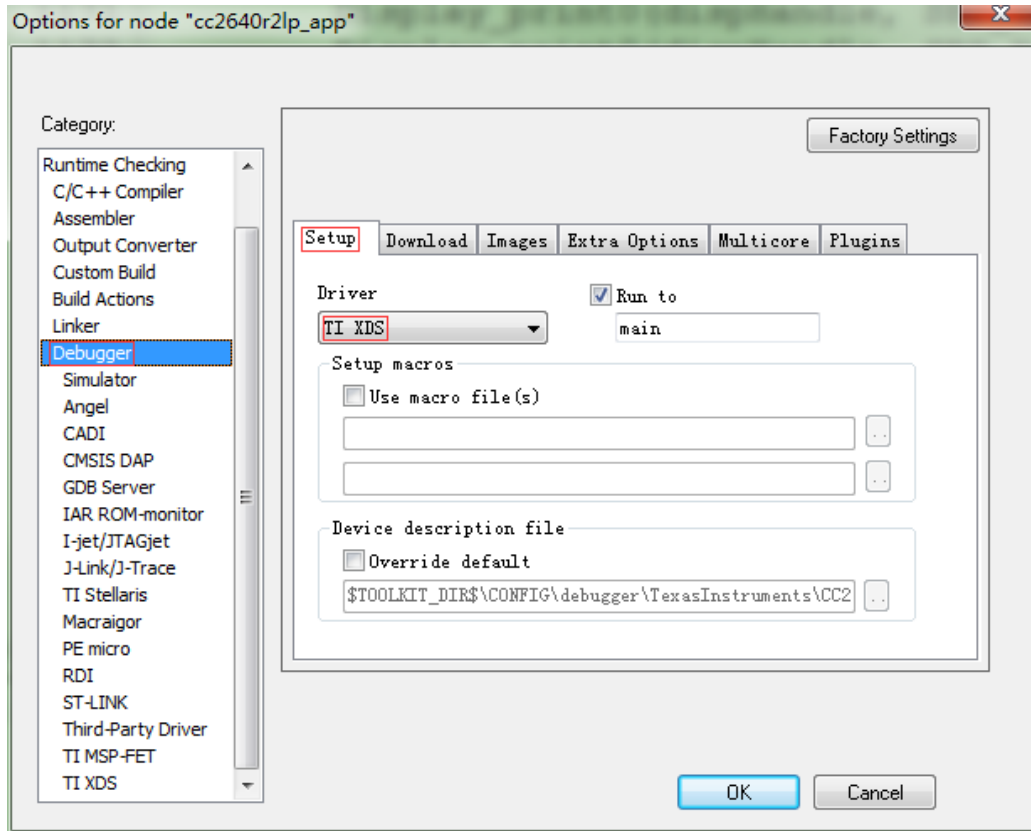 Options for node "cc2640r2lp_app"
Category:
Factory Settings
Runtime Checking
C/C++ Compiler
Assembler
Output Converter
Custom Build
Build Actions
Linker
Debugger
Simulator
Angel
CADI
CMSIS DAP
GDB Server
IAR ROM-monitor
I-jet/JTAGjet
J-Link/J-Trace
TI Stellaris
Macraigor
PE micro
RDI
ST-LINK
Third-Party Driver
TI MSP-FET
TI XDS
Setup Download Images Extra Options Multicore Plugins
Driver
Run to
TI XDS
main
Setup macros
Use macro file(s)
..
..
Device description file
Override default
$TOOLKIT_DIR$\CONFIG\debugger\TexasInstruments\CC2
..
OK Cancel